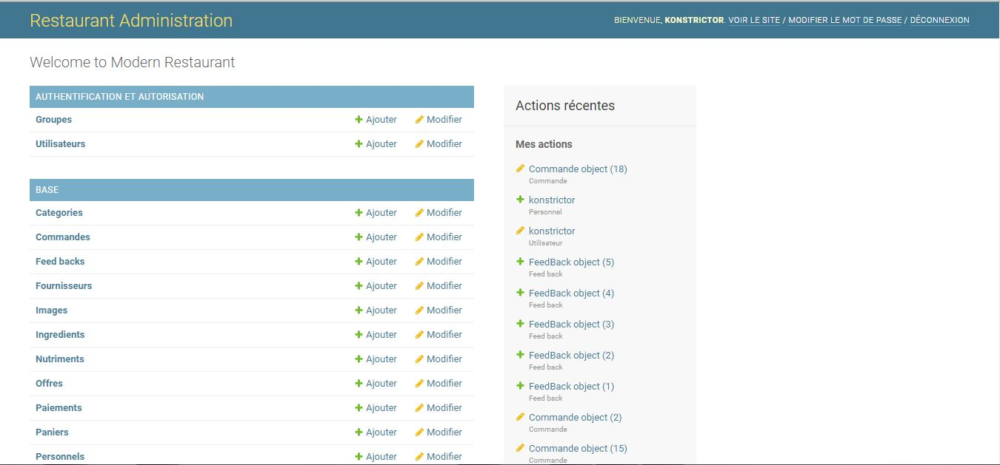 Restaurant Administration
BIENVENUE, KONSTRICTOR. VOIR LE SITE / MODIFIER LE MOT DE PASSE / DÉCONNEXION
Welcome to Modern Restaurant
AUTHENTIFICATION ET AUTORISATION
Groupes Ajouter Modifier
Utilisateurs Ajouter Modifier
BASE
Categories Ajouter Modifier
Commandes Ajouter Modifier
Feed backs Ajouter Modifier
Fournisseurs Ajouter Modifier
Images Ajouter Modifier
Ingredients Ajouter Modifier
Nutriments Ajouter Modifier
Offres Ajouter Modifier
Paiements Ajouter Modifier
Paniers Ajouter Modifier
Personnels Ajouter Modifier
Actions récentes
Mes actions
Commande object (18)
Commande
konstrictor
Personnel
konstrictor
Utilisateur
FeedBack object (5)
Feed back
FeedBack object (4)
Feed back
FeedBack object (3)
Feed back
FeedBack object (2)
Feed back
FeedBack object (1)
Feed back
Commande object (2)
Commande
Commande object (15)
Commande